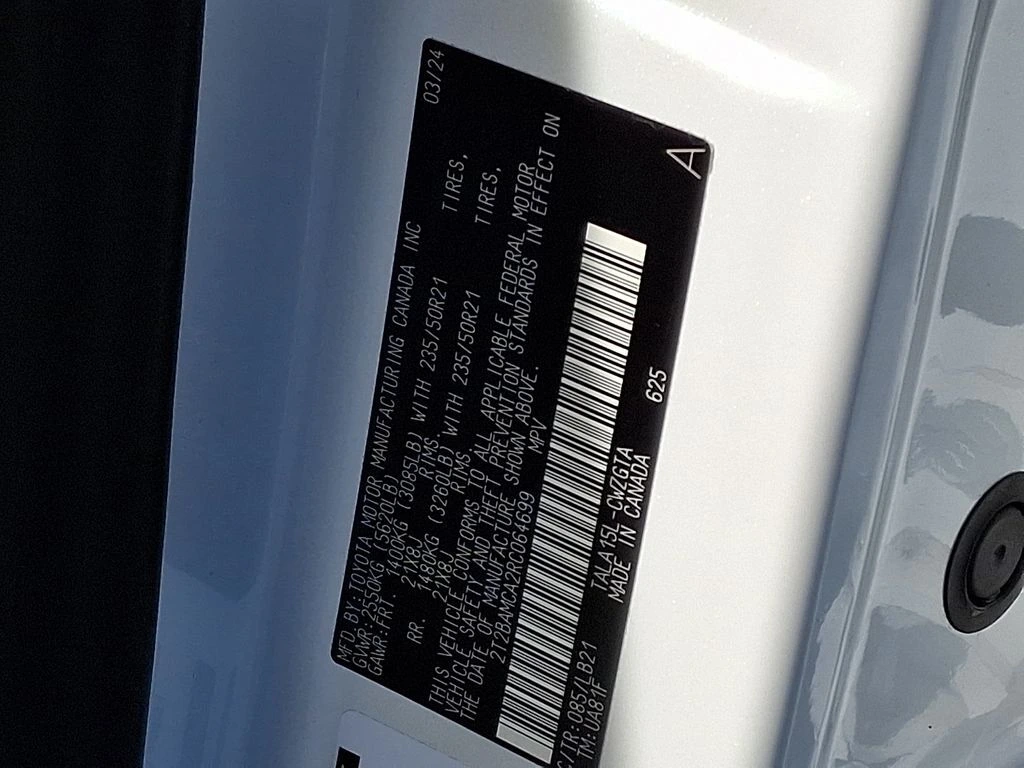 MFD. BY:TOYOTA MOTOR MANUFACTURING CANADA INC 03/24
GVWR: 2550KG (5620LB)
GAWR:FRT. 1400KG (3085LB) WITH 235/50R21 TIRES,
21X8J RIMS,
RR. 1480KG (3260LB) WITH 235/50R21 TIRES,
21X8J RIMS.
THIS VEHICLE CONFORMS TO ALL APPLICABLE FEDERAL MOTOR
VEHICLE SAFETY AND THEFT PREVENTION STANDARDS IN EFFECT ON
THE DATE OF MANUFACTURE SHOWN ABOVE.
2T2BAMCA2RC064699 MPV
A
C/TR:085/LB21 TALA15L-CWZGTA 625
TM:UA81F MADE IN CANADA